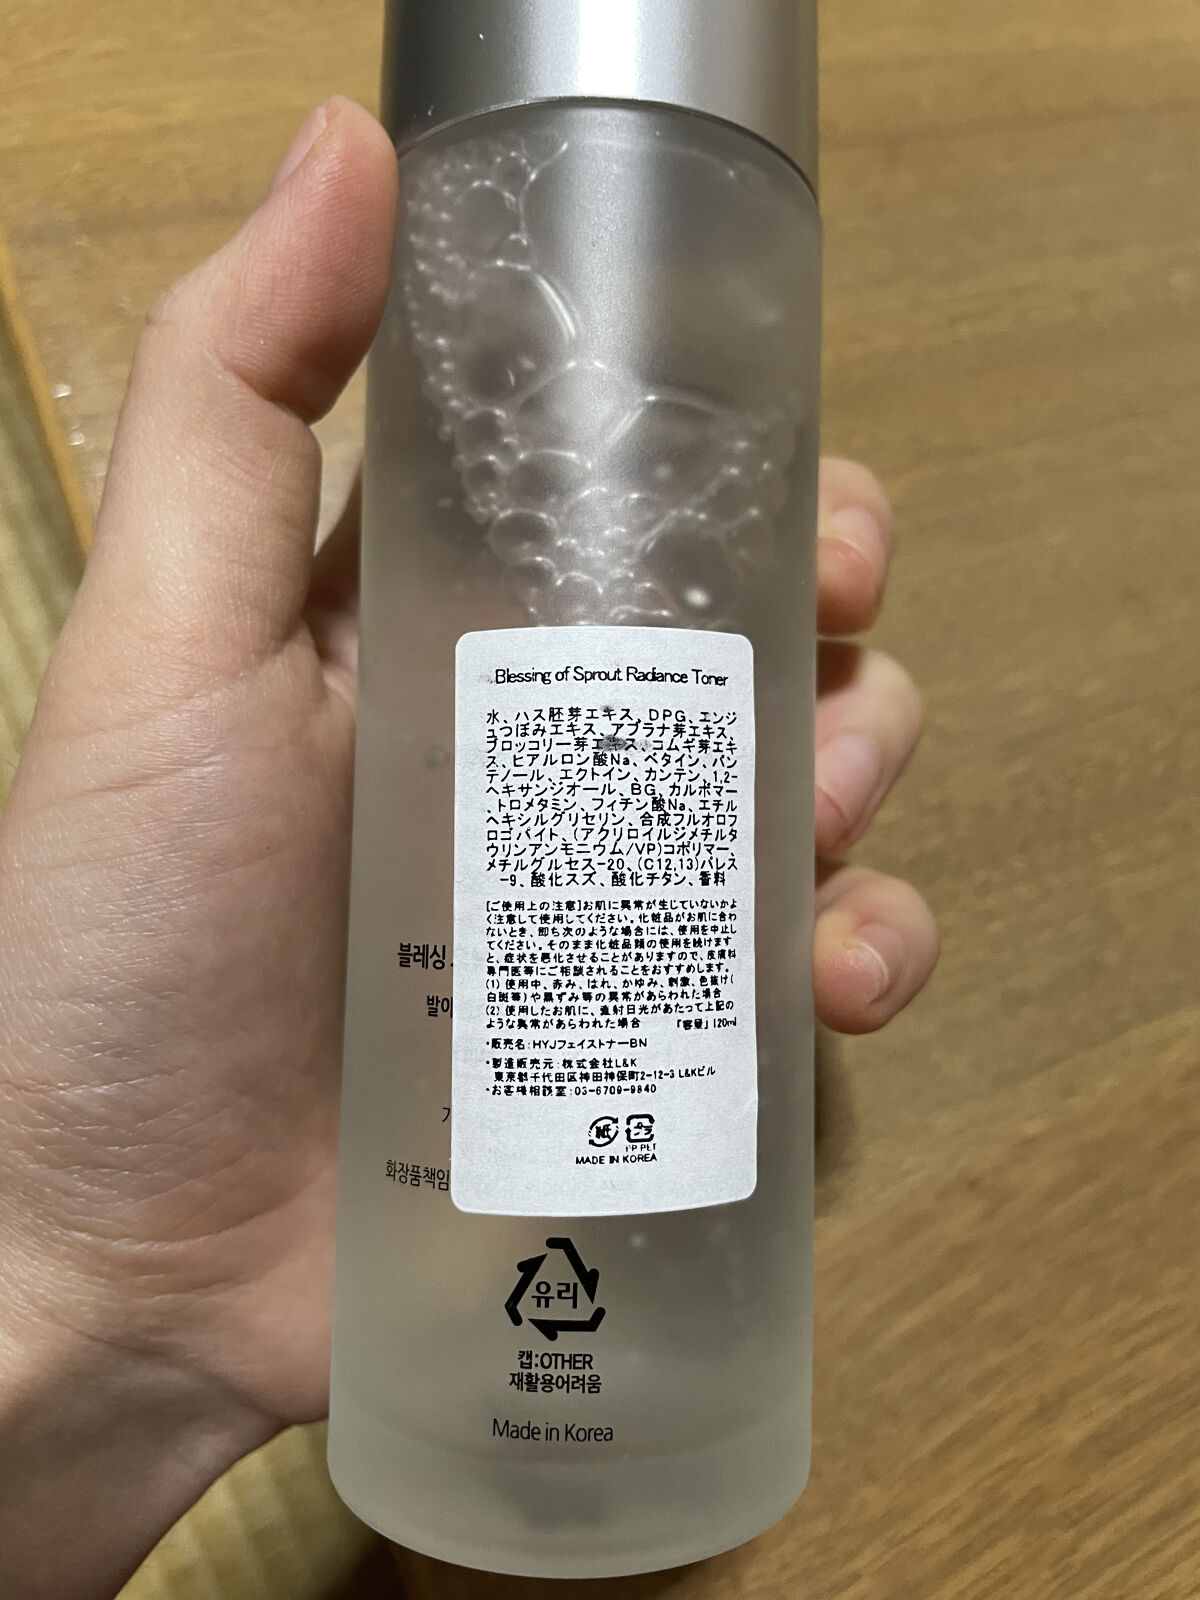 Blessing of Sprout Radiance Toner
水、ハス胚芽エキス、DPG、エンジ
ュつぼみエキス、アブラナ芽エキス、
ブロッコリー芽エキス、コムギ芽エキ
ス、ヒアルロン酸Na、ベタイン、パン
テノール、エクトイン、カンテン、1,2-
ヘキサンジオール、BG、カルボマー
、トロメタミン、フィチン酸Na、エチル
ヘキシルグリセリン、合成フルオロフ
ロゴパイト、(アクリロイルジメチルタ
ウリンアンモニウム/VP)コポリマー、
メチルグルセス-20、(C12,13)パレス
-9、酸化スズ、酸化チタン、香料
[ご使用上の注意]お肌に異常が生じていないかよ
く注意して使用してください。化粧品がお肌に合わ
ないとき、即ち次のような場合には、使用を中止し
てください。そのまま化粧品類の使用を続けます
と、症状を悪化させることがありますので、皮膚科
専門医等にご相談されることをおすすめします。
(1) 使用中、赤み、はれ、かゆみ、刺激、色抜け(
白斑等)や黒ずみ等の異常があらわれた場合
(2) 使用したお肌に、直射日光があたって上記の
ような異常があらわれた場合 「容量」120ml
・販売名:HYJフェイストナーBN
・製造販売元:株式会社L&K
東京都千代田区神田神保町2-12-3 L&Kビル
・お客様相談室:03-6709-9840
紙 プラ
PP PET
MADE IN KOREA
블레싱
발아
화장품책임
유리
캡:OTHER
재활용어려움
Made in Korea